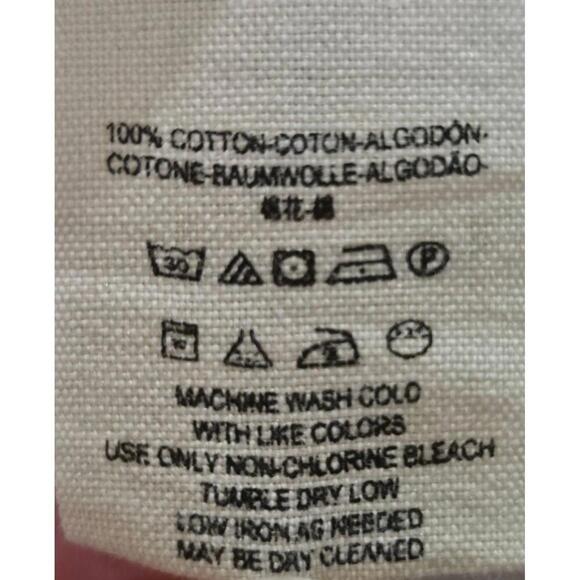 100% COTTON-COTON-ALGODÓN-
COTONE-BAUMWOLLE-ALGODÃO-
棉花-綿
30
P
MACHINE WASH COLD
WITH LIKE COLORS
USE ONLY NON-CHLORINE BLEACH
TUMBLE DRY LOW
LOW IRON AS NEEDED
MAY BE DRY CLEANED